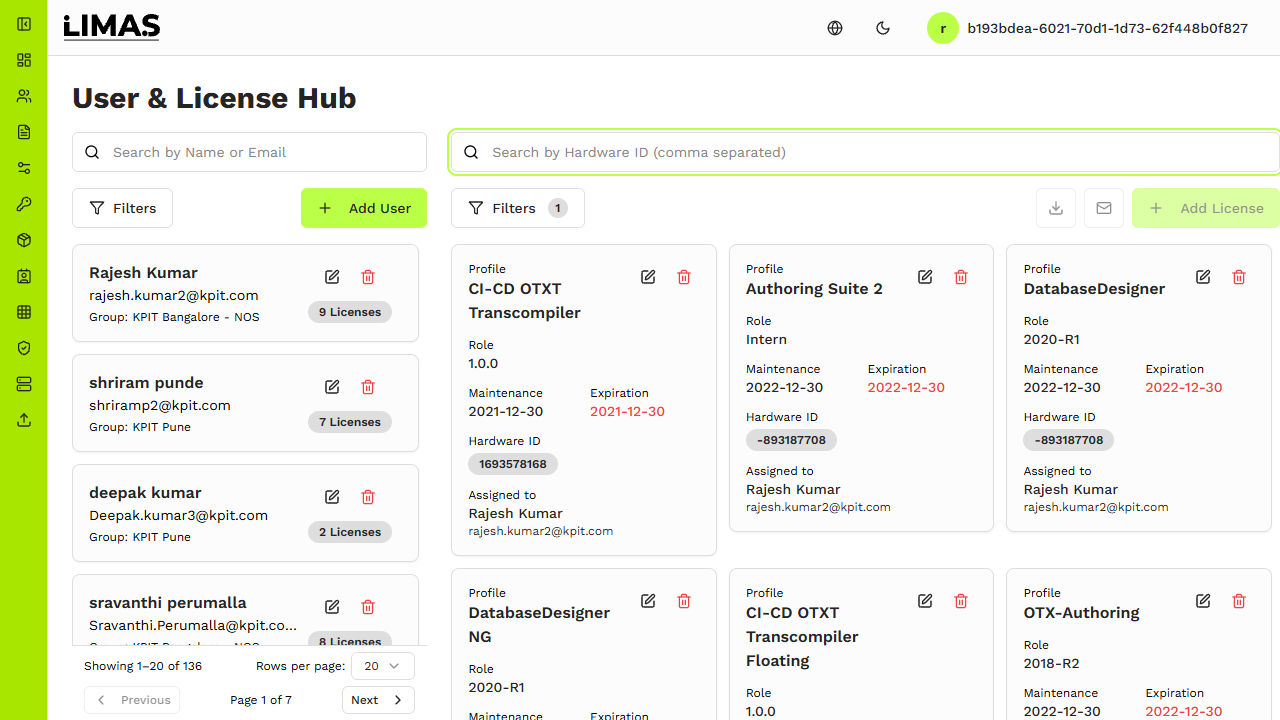 LIMAS
r
b193bdea-6021-70d1-1d73-62f448b0f827
User & License Hub
Search by Name or Email
Search by Hardware ID (comma separated)
Filters
Add User
Filters
1
Add License
Rajesh Kumar
rajesh.kumar2@kpit.com
Group: KPIT Bangalore - NOS
9 Licenses
shriram punde
shriramp2@kpit.com
Group: KPIT Pune
7 Licenses
deepak kumar
Deepak.kumar3@kpit.com
Group: KPIT Pune
2 Licenses
sravanthi perumalla
Sravanthi.Perumalla@kpit.co...
8 Licenses
Showing 1–20 of 136
Rows per page:
20
Previous
Page 1 of 7
Next
Profile
CI-CD OTXT
Transcompiler
Role
1.0.0
Maintenance
Expiration
2021-12-30
2021-12-30
Hardware ID
1693578168
Assigned to
Rajesh Kumar
rajesh.kumar2@kpit.com
Profile
Authoring Suite 2
Role
Intern
Maintenance
Expiration
2022-12-30
2022-12-30
Hardware ID
-893187708
Assigned to
Rajesh Kumar
rajesh.kumar2@kpit.com
Profile
DatabaseDesigner
Role
2020-R1
Maintenance
Expiration
2022-12-30
2022-12-30
Hardware ID
-893187708
Assigned to
Rajesh Kumar
rajesh.kumar2@kpit.com
Profile
DatabaseDesigner
NG
Role
2020-R1
Maintenance
Expiration
Profile
CI-CD OTXT
Transcompiler
Floating
Role
1.0.0
Profile
OTX-Authoring
Role
2018-R2
Maintenance
Expiration
2022-12-30
2022-12-30